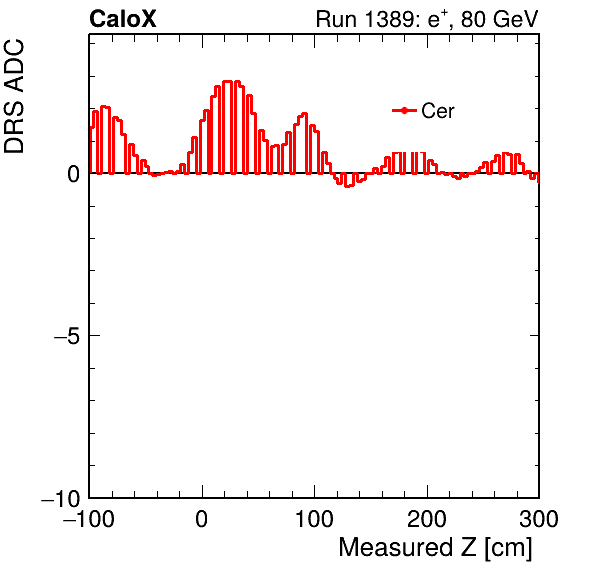 CaloX
Run 1389: e+, 80 GeV
DRS ADC
Cer
0
−5
−10
−100 0 100 200 300
Measured Z [cm]